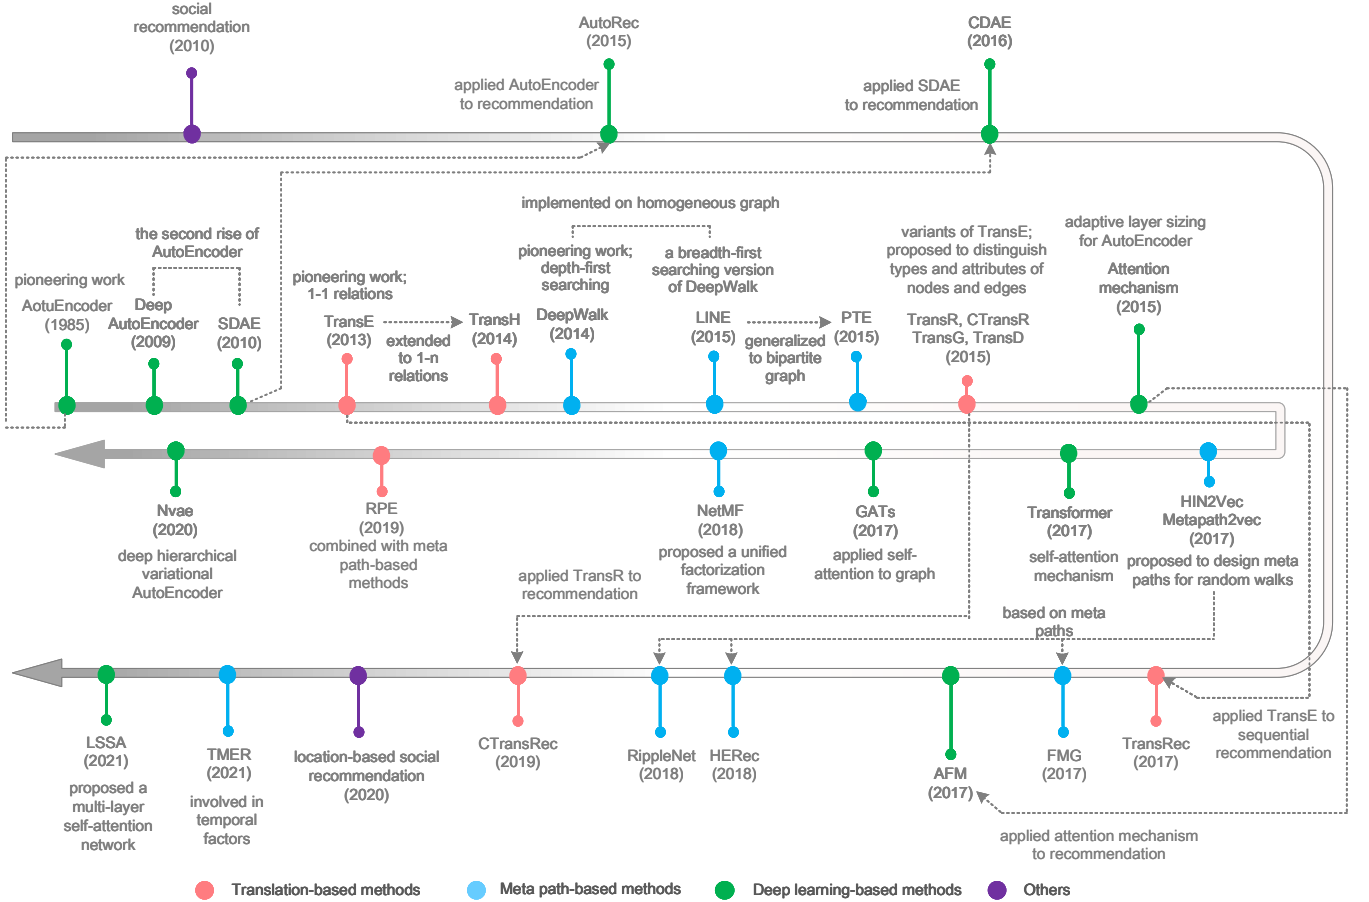 social
recommendation
(2010)
AutoRec
(2015)
CDAE
(2016)
applied AutoEncoder
to recommendation
applied SDAE
to recommendation
implemented on homogeneous graph
the second rise of
AutoEncoder
pioneering work
AotuEncoder
(1985)
Deep
AutoEncoder
(2009)
SDAE
(2010)
pioneering work;
1-1 relations
TransE
(2013)
extended
to 1-n
relations
TransH
(2014)
pioneering work;
depth-first
searching
DeepWalk
(2014)
a breadth-first
searching version
of DeepWalk
LINE
(2015)
generalized
to bipartite
graph
PTE
(2015)
variants of TransE;
proposed to distinguish
types and attributes of
nodes and edges
TransR, CTransR
TransG, TransD
(2015)
adaptive layer sizing
for AutoEncoder
Attention
mechanism
(2015)
Nvae
(2020)
deep hierarchical
variational
AutoEncoder
RPE
(2019)
combined with meta
path-based
methods
NetMF
(2018)
proposed a unified
factorization
framework
GATs
(2017)
applied self-
attention to graph
Transformer
(2017)
self-attention
mechanism
HIN2Vec
Metapath2vec
(2017)
proposed to design meta
paths for random walks
applied TransR to
recommendation
based on meta
paths
LSSA
(2021)
proposed a
multi-layer
self-attention
network
TMER
(2021)
involved in
temporal
factors
location-based social
recommendation
(2020)
CTransRec
(2019)
RippleNet
(2018)
HERec
(2018)
AFM
(2017)
FMG
(2017)
TransRec
(2017)
applied TransE to
sequential
recommendation
applied attention mechanism
to recommendation
Translation-based methods
Meta path-based methods
Deep learning-based methods
Others